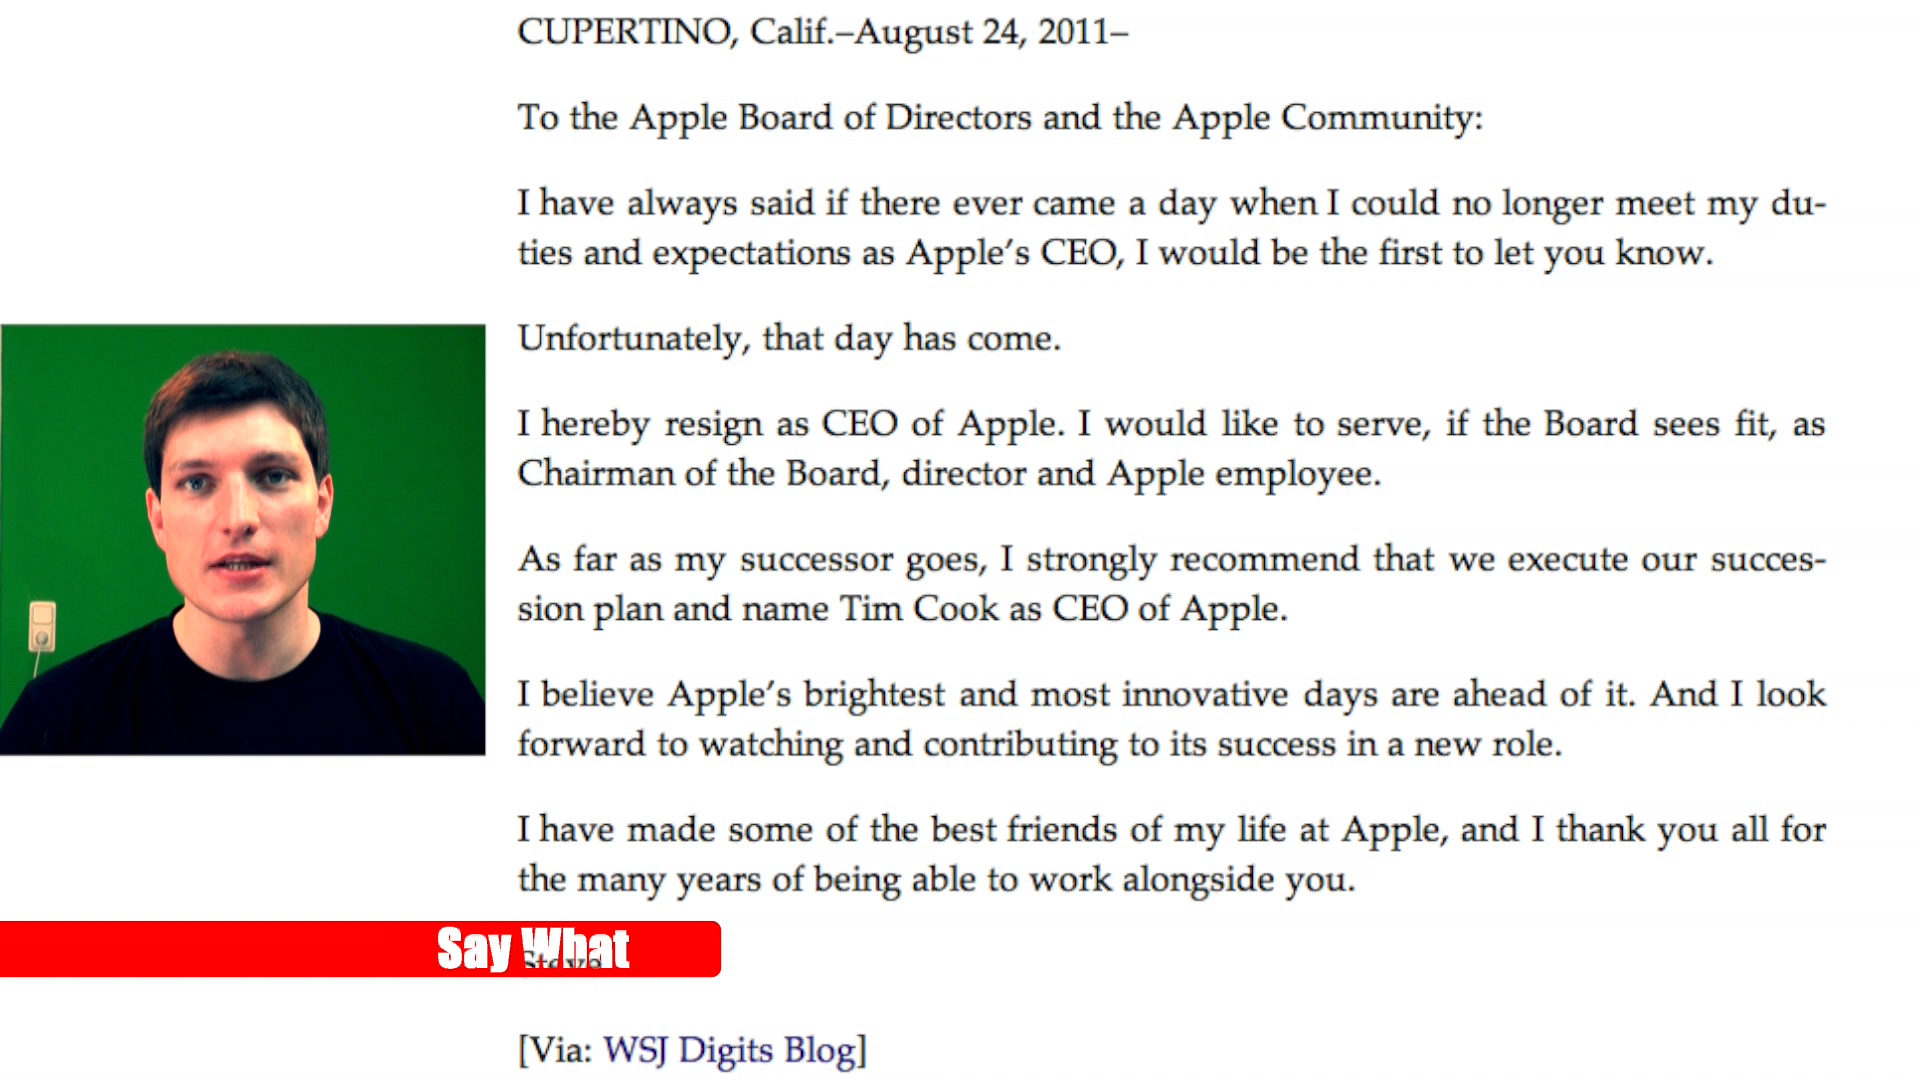 CUPERTINO, Calif.–August 24, 2011–
To the Apple Board of Directors and the Apple Community:
I have always said if there ever came a day when I could no longer meet my du-
ties and expectations as Apple's CEO, I would be the first to let you know.
Unfortunately, that day has come.
I hereby resign as CEO of Apple. I would like to serve, if the Board sees fit, as
Chairman of the Board, director and Apple employee.
As far as my successor goes, I strongly recommend that we execute our succes-
sion plan and name Tim Cook as CEO of Apple.
I believe Apple's brightest and most innovative days are ahead of it. And I look
forward to watching and contributing to its success in a new role.
I have made some of the best friends of my life at Apple, and I thank you all for
the many years of being able to work alongside you.
Say What
Steve
[Via: WSJ Digits Blog]